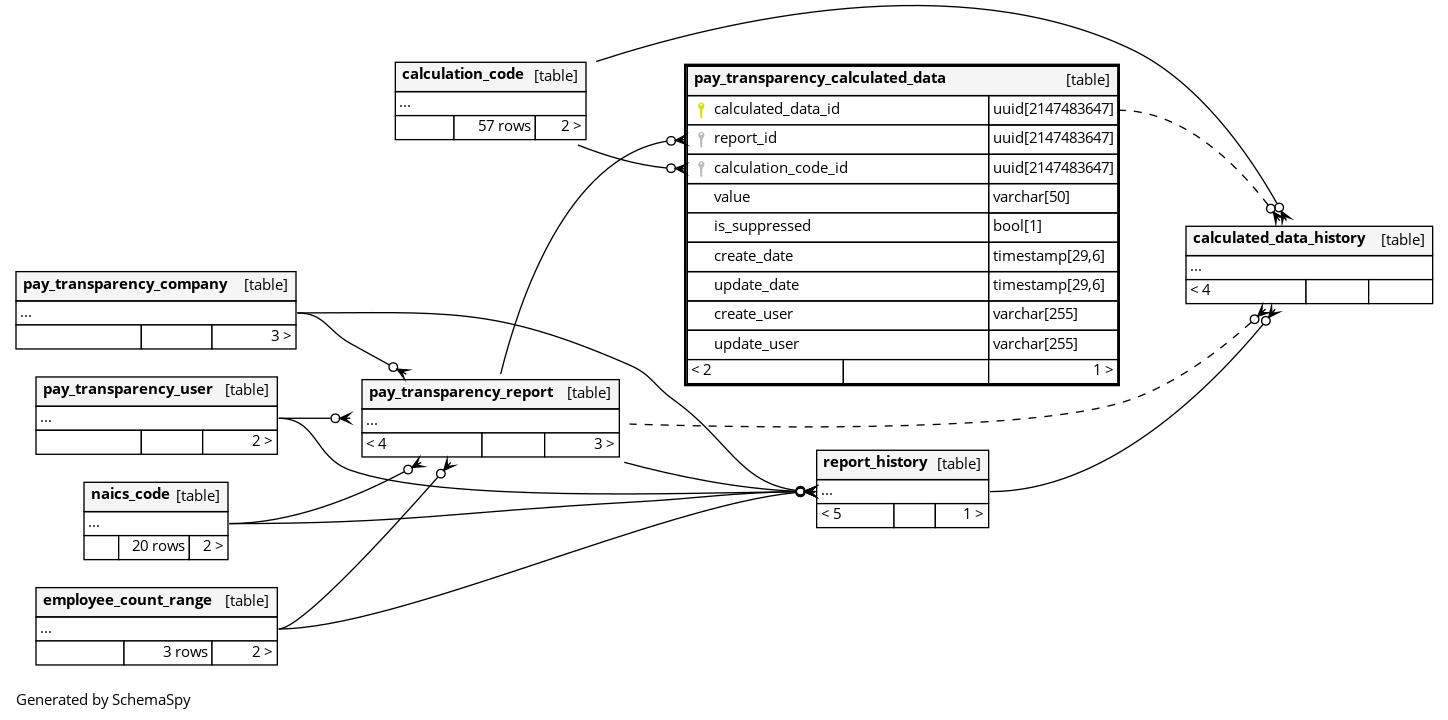 calculation_code [table]
...
57 rows 2 >
pay_transparency_calculated_data [table]
calculated_data_id uuid[2147483647]
report_id uuid[2147483647]
calculation_code_id uuid[2147483647]
value varchar[50]
is_suppressed bool[1]
create_date timestamp[29,6]
update_date timestamp[29,6]
create_user varchar[255]
update_user varchar[255]
< 2 1 >
calculated_data_history [table]
...
< 4
pay_transparency_company [table]
...
3 >
pay_transparency_user [table]
...
2 >
pay_transparency_report [table]
...
< 4 3 >
report_history [table]
...
< 5 1 >
naics_code [table]
...
20 rows 2 >
employee_count_range [table]
...
3 rows 2 >
Generated by SchemaSpy